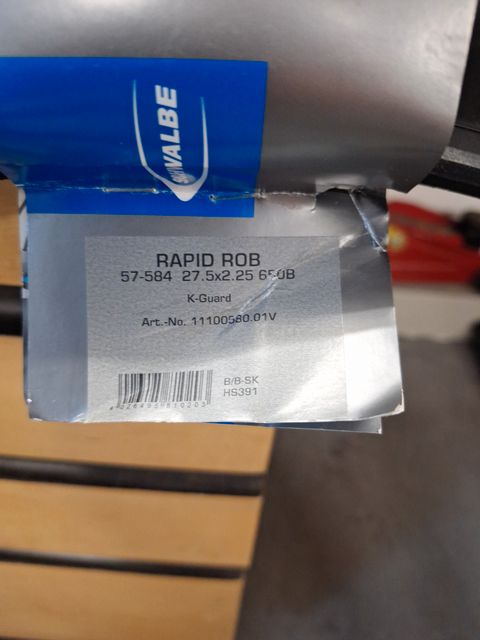 SCHWALBE
RAPID ROB
57-584 27.5x2.25 650B
K-Guard
Art.-No. 11100580.01V
B/B-SK
HS391